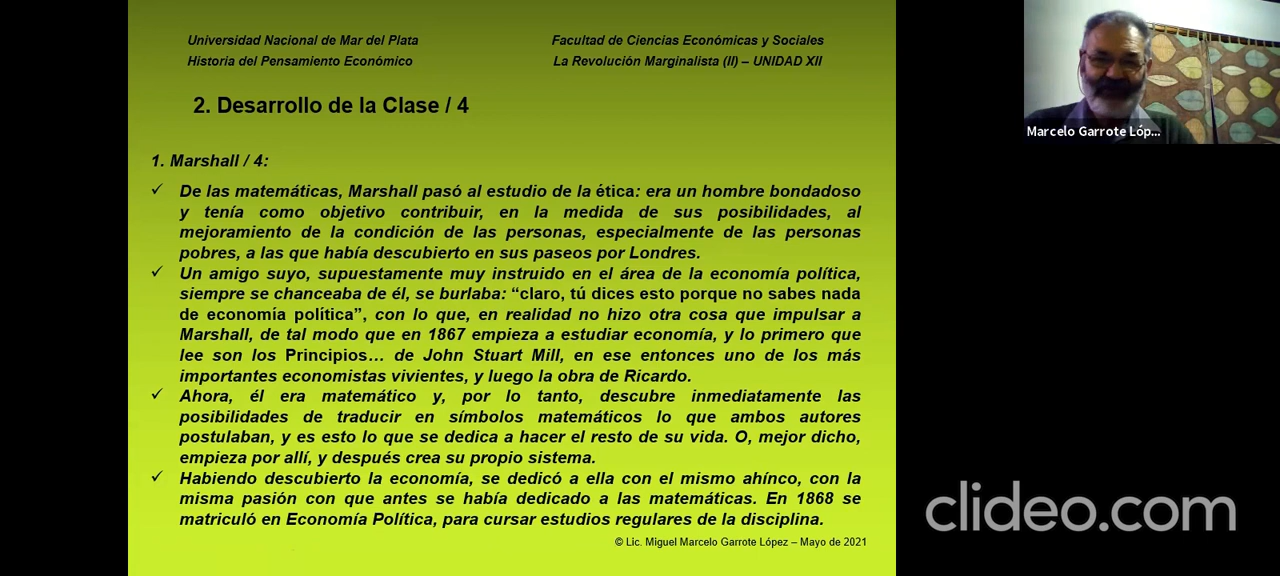 Universidad Nacional de Mar del Plata
Facultad de Ciencias Económicas y Sociales
Historia del Pensamiento Económico
La Revolución Marginalista (II) – UNIDAD XII
2. Desarrollo de la Clase / 4
1. Marshall / 4:
✓ De las matemáticas, Marshall pasó al estudio de la ética: era un hombre bondadoso
y tenía como objetivo contribuir, en la medida de sus posibilidades, al
mejoramiento de la condición de las personas, especialmente de las personas
pobres, a las que había descubierto en sus paseos por Londres.
✓ Un amigo suyo, supuestamente muy instruido en el área de la economía política,
siempre se chanceaba de él, se burlaba: “claro, tú dices esto porque no sabes nada
de economía política”, con lo que, en realidad no hizo otra cosa que impulsar a
Marshall, de tal modo que en 1867 empieza a estudiar economía, y lo primero que
lee son los Principios… de John Stuart Mill, en ese entonces uno de los más
importantes economistas vivientes, y luego la obra de Ricardo.
✓ Ahora, él era matemático y, por lo tanto, descubre inmediatamente las
posibilidades de traducir en símbolos matemáticos lo que ambos autores
postulaban, y es esto lo que se dedica a hacer el resto de su vida. O, mejor dicho,
empieza por allí, y después crea su propio sistema.
✓ Habiendo descubierto la economía, se dedicó a ella con el mismo ahínco, con la
misma pasión con que antes se había dedicado a las matemáticas. En 1868 se
matriculó en Economía Política, para cursar estudios regulares de la disciplina.
© Lic. Miguel Marcelo Garrote López – Mayo de 2021
Marcelo Garrote Lóp...
clideo.com